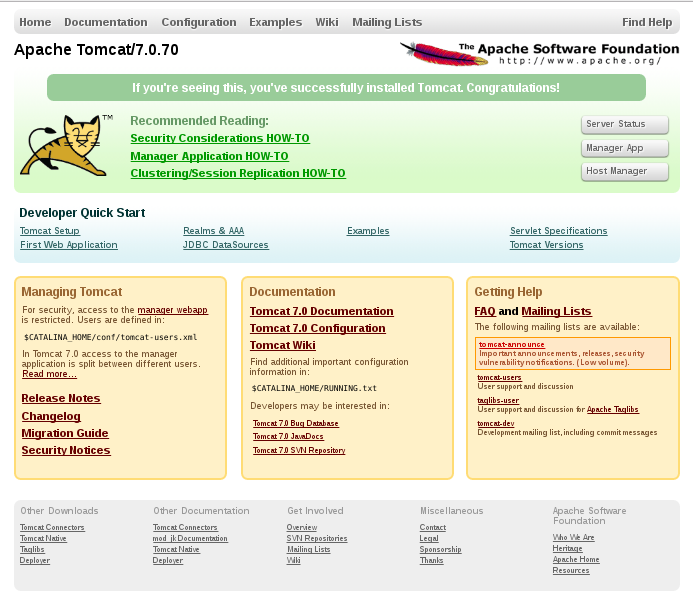 Home Documentation Configuration Examples Wiki Mailing Lists Find Help
Apache Tomcat/7.0.70
The Apache Software Foundation
http://www.apache.org/
If you're seeing this, you've successfully installed Tomcat. Congratulations!
TM
Recommended Reading:
Security Considerations HOW-TO
Manager Application HOW-TO
Clustering/Session Replication HOW-TO
Server Status
Manager App
Host Manager
Developer Quick Start
Tomcat Setup Realms & AAA Examples Servlet Specifications
First Web Application JDBC DataSources Tomcat Versions
Managing Tomcat
For security, access to the manager webapp
is restricted. Users are defined in:
$CATALINA_HOME/conf/tomcat-users.xml
In Tomcat 7.0 access to the manager
application is split between different users.
Read more...
Release Notes
Changelog
Migration Guide
Security Notices
Documentation
Tomcat 7.0 Documentation
Tomcat 7.0 Configuration
Tomcat Wiki
Find additional important configuration
information in:
$CATALINA_HOME/RUNNING.txt
Developers may be interested in:
Tomcat 7.0 Bug Database
Tomcat 7.0 JavaDocs
Tomcat 7.0 SVN Repository
Getting Help
FAQ and Mailing Lists
The following mailing lists are available:
tomcat-announce
Important announcements, releases, security
vulnerability notifications. (Low volume).
tomcat-users
User support and discussion
taglibs-user
User support and discussion for Apache Taglibs
tomcat-dev
Development mailing list, including commit messages
Other Downloads
Tomcat Connectors
Tomcat Native
Taglibs
Deployer
Other Documentation
Tomcat Connectors
mod_jk Documentation
Tomcat Native
Deployer
Get Involved
Overview
SVN Repositories
Mailing Lists
Wiki
Miscellaneous
Contact
Legal
Sponsorship
Thanks
Apache Software
Foundation
Who We Are
Heritage
Apache Home
Resources